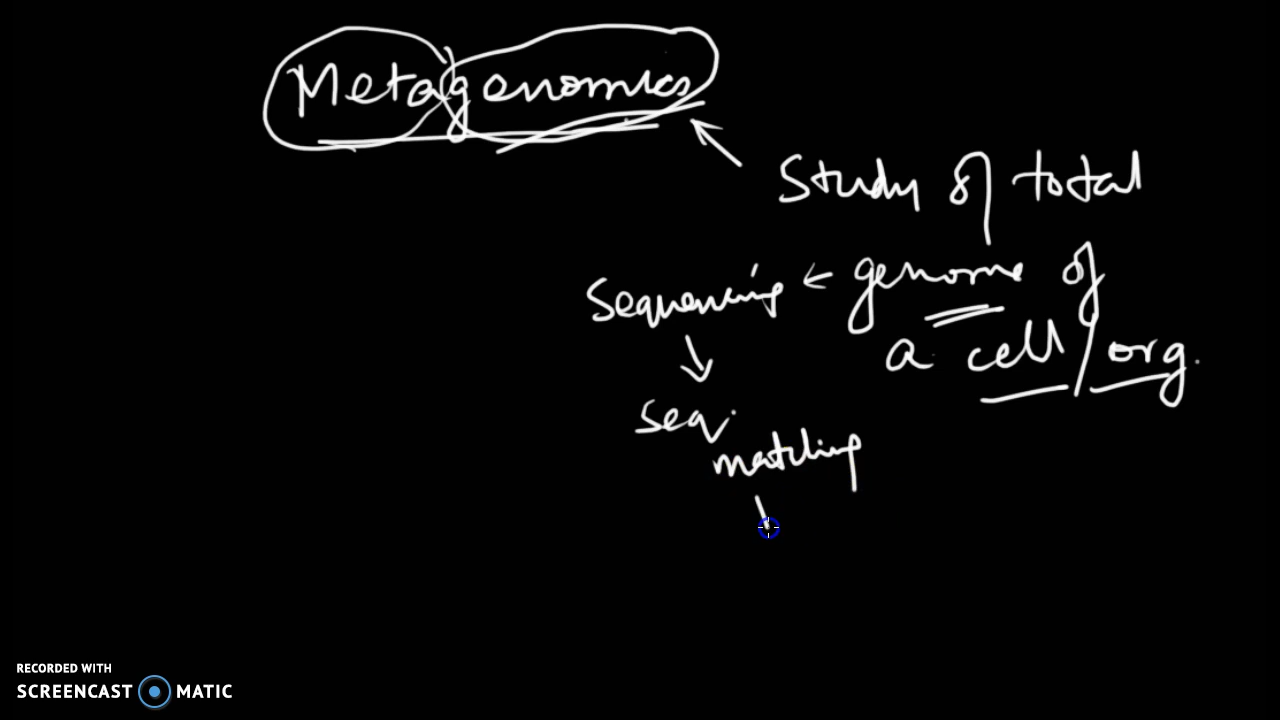 Metagenomics
Study of total
Sequencing ← genome of
a cell/org.
Seq.
matching
RECORDED WITH
SCREENCAST MATIC